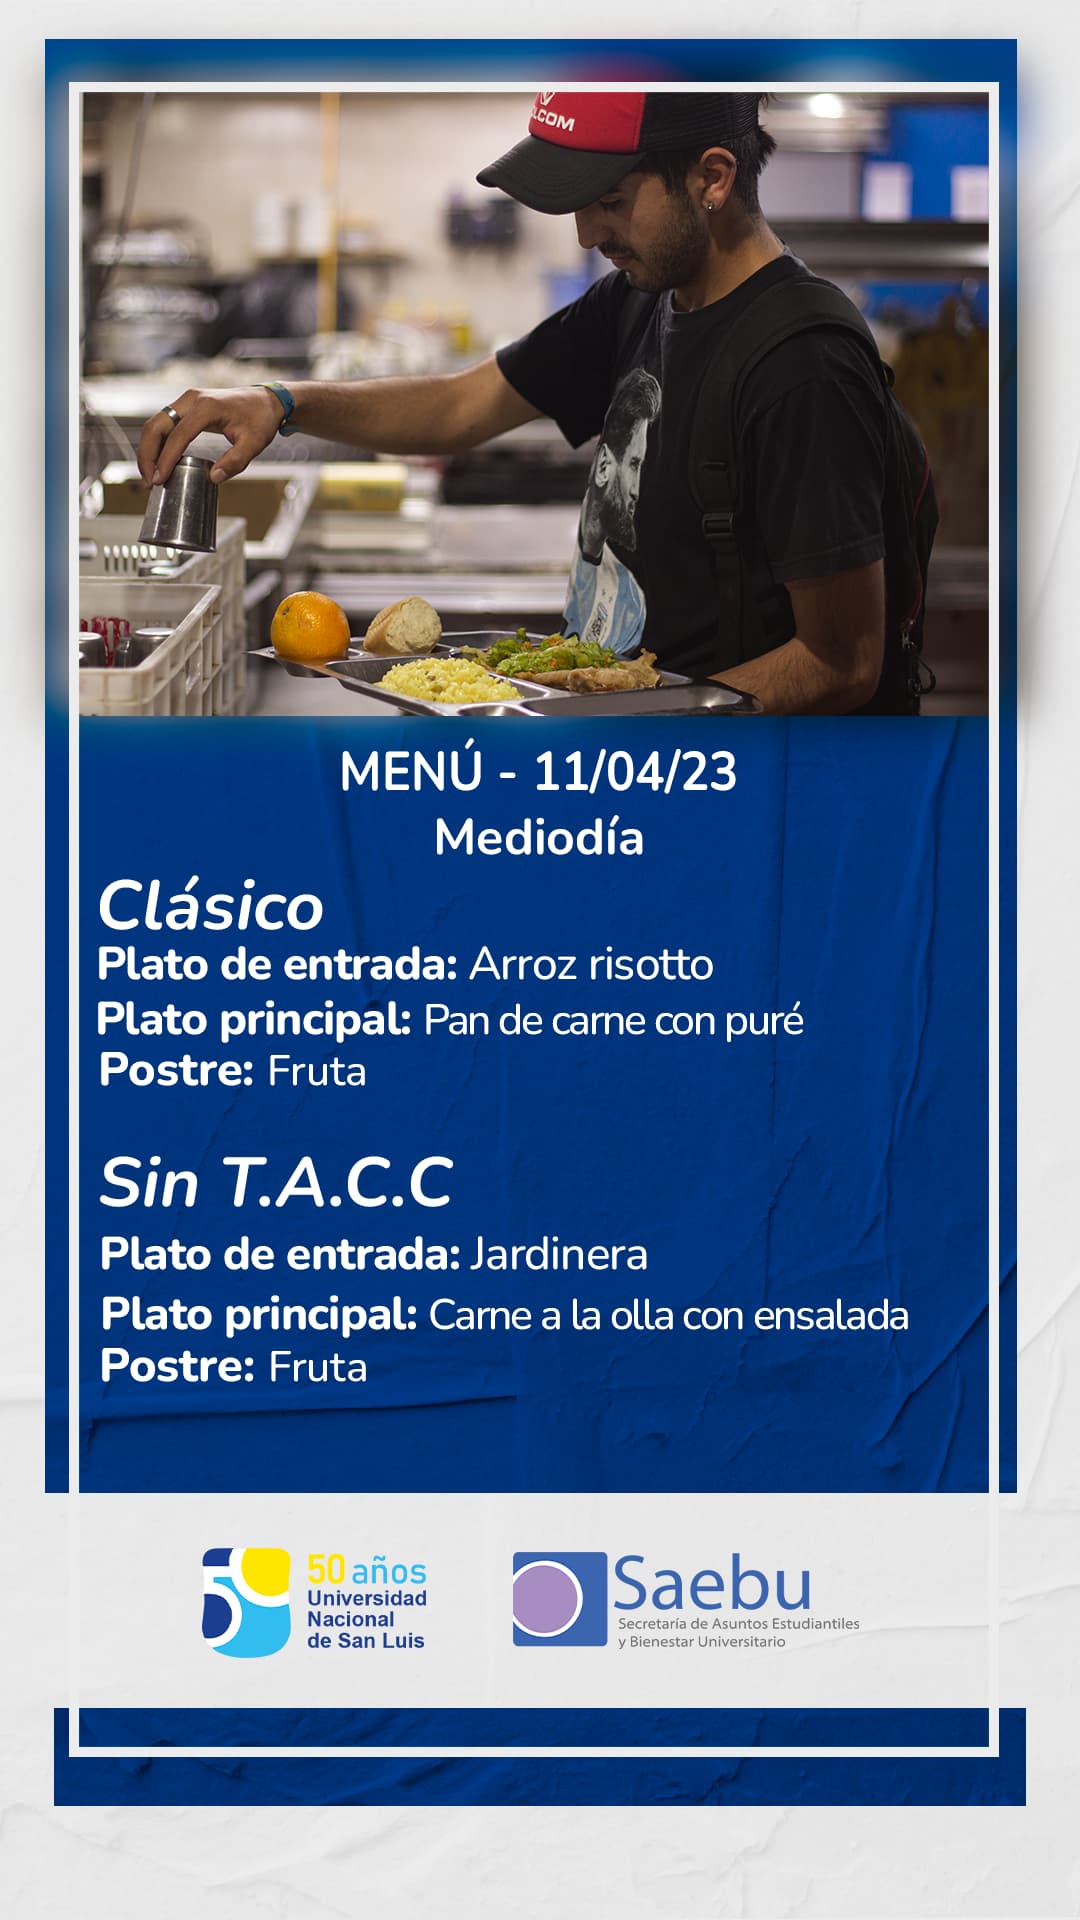 LCOM
MENÚ - 11/04/23
Mediodía
Clásico
Plato de entrada: Arroz risotto
Plato principal: Pan de carne con puré
Postre: Fruta
Sin T.A.C.C
Plato de entrada: Jardinera
Plato principal: Carne a la olla con ensalada
Postre: Fruta
50 años
Universidad
Nacional
de San Luis
Saebu
Secretaría de Asuntos Estudiantiles
y Bienestar Universitario